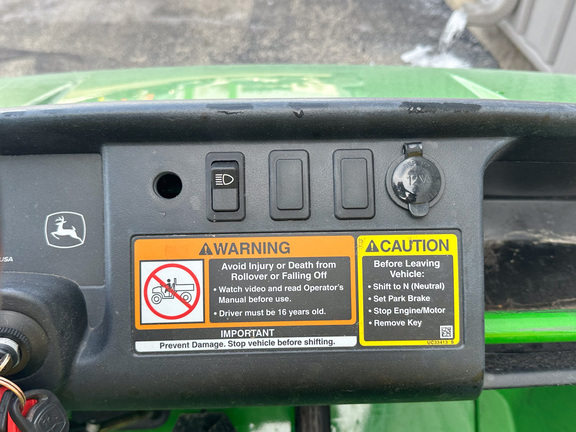 USA
WARNING
Avoid Injury or Death from
Rollover or Falling Off
• Watch video and read Operator's
Manual before use.
• Driver must be 16 years old.
IMPORTANT
Prevent Damage. Stop vehicle before shifting.
CAUTION
Before Leaving
Vehicle:
• Shift to N (Neutral)
• Set Park Brake
• Stop Engine/Motor
• Remove Key